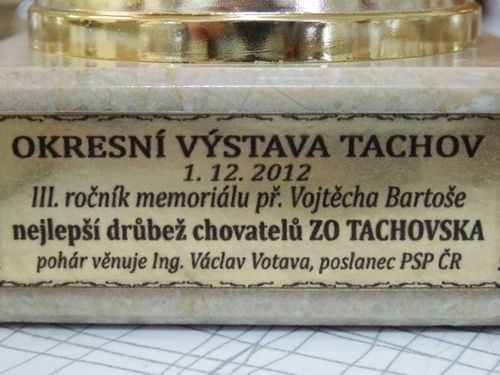 OKRESNÍ VÝSTAVA TACHOV
1. 12. 2012
III. ročník memoriálu př. Vojtěcha Bartoše
nejlepší drůbež chovatelů ZO TACHOVSKA
pohár věnuje Ing. Václav Votava, poslanec PSP ČR